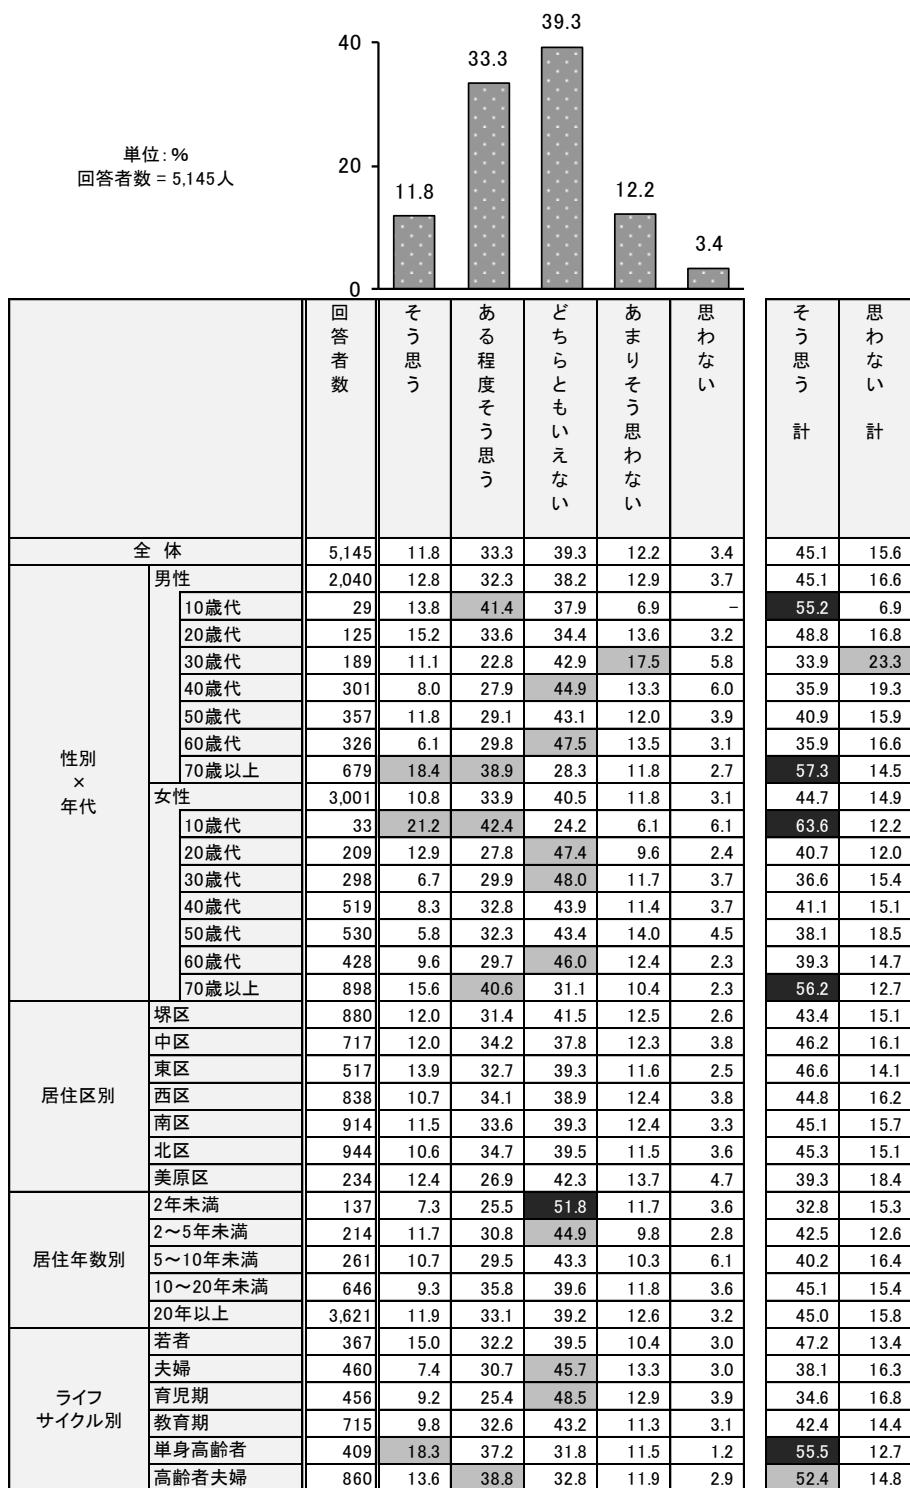 39.3
40
33.3
単位:%
回答者数 = 5,145人
20
11.8
12.2
3.4
0
回答者数 そう思う ある程度そう思う どちらともいえない あまりそう思わない 思わない そう思う 計 思わない 計
全 体 5,145 11.8 33.3 39.3 12.2 3.4 45.1 15.6
性別×年代
男性 2,040 12.8 32.3 38.2 12.9 3.7 45.1 16.6
10歳代 29 13.8 41.4 37.9 6.9 – 55.2 6.9
20歳代 125 15.2 33.6 34.4 13.6 3.2 48.8 16.8
30歳代 189 11.1 22.8 42.9 17.5 5.8 33.9 23.3
40歳代 301 8.0 27.9 44.9 13.3 6.0 35.9 19.3
50歳代 357 11.8 29.1 43.1 12.0 3.9 40.9 15.9
60歳代 326 6.1 29.8 47.5 13.5 3.1 35.9 16.6
70歳以上 679 18.4 38.9 28.3 11.8 2.7 57.3 14.5
女性 3,001 10.8 33.9 40.5 11.8 3.1 44.7 14.9
10歳代 33 21.2 42.4 24.2 6.1 6.1 63.6 12.2
20歳代 209 12.9 27.8 47.4 9.6 2.4 40.7 12.0
30歳代 298 6.7 29.9 48.0 11.7 3.7 36.6 15.4
40歳代 519 8.3 32.8 43.9 11.4 3.7 41.1 15.1
50歳代 530 5.8 32.3 43.4 14.0 4.5 38.1 18.5
60歳代 428 9.6 29.7 46.0 12.4 2.3 39.3 14.7
70歳以上 898 15.6 40.6 31.1 10.4 2.3 56.2 12.7
居住区別
堺区 880 12.0 31.4 41.5 12.5 2.6 43.4 15.1
中区 717 12.0 34.2 37.8 12.3 3.8 46.2 16.1
東区 517 13.9 32.7 39.3 11.6 2.5 46.6 14.1
西区 838 10.7 34.1 38.9 12.4 3.8 44.8 16.2
南区 914 11.5 33.6 39.3 12.4 3.3 45.1 15.7
北区 944 10.6 34.7 39.5 11.5 3.6 45.3 15.1
美原区 234 12.4 26.9 42.3 13.7 4.7 39.3 18.4
居住年数別
2年未満 137 7.3 25.5 51.8 11.7 3.6 32.8 15.3
2～5年未満 214 11.7 30.8 44.9 9.8 2.8 42.5 12.6
5～10年未満 261 10.7 29.5 43.3 10.3 6.1 40.2 16.4
10～20年未満 646 9.3 35.8 39.6 11.8 3.6 45.1 15.4
20年以上 3,621 11.9 33.1 39.2 12.6 3.2 45.0 15.8
ライフ
サイクル別
若者 367 15.0 32.2 39.5 10.4 3.0 47.2 13.4
夫婦 460 7.4 30.7 45.7 13.3 3.0 38.1 16.3
育児期 456 9.2 25.4 48.5 12.9 3.9 34.6 16.8
教育期 715 9.8 32.6 43.2 11.3 3.1 42.4 14.4
単身高齢者 409 18.3 37.2 31.8 11.5 1.2 55.5 12.7
高齢者夫婦 860 13.6 38.8 32.8 11.9 2.9 52.4 14.8